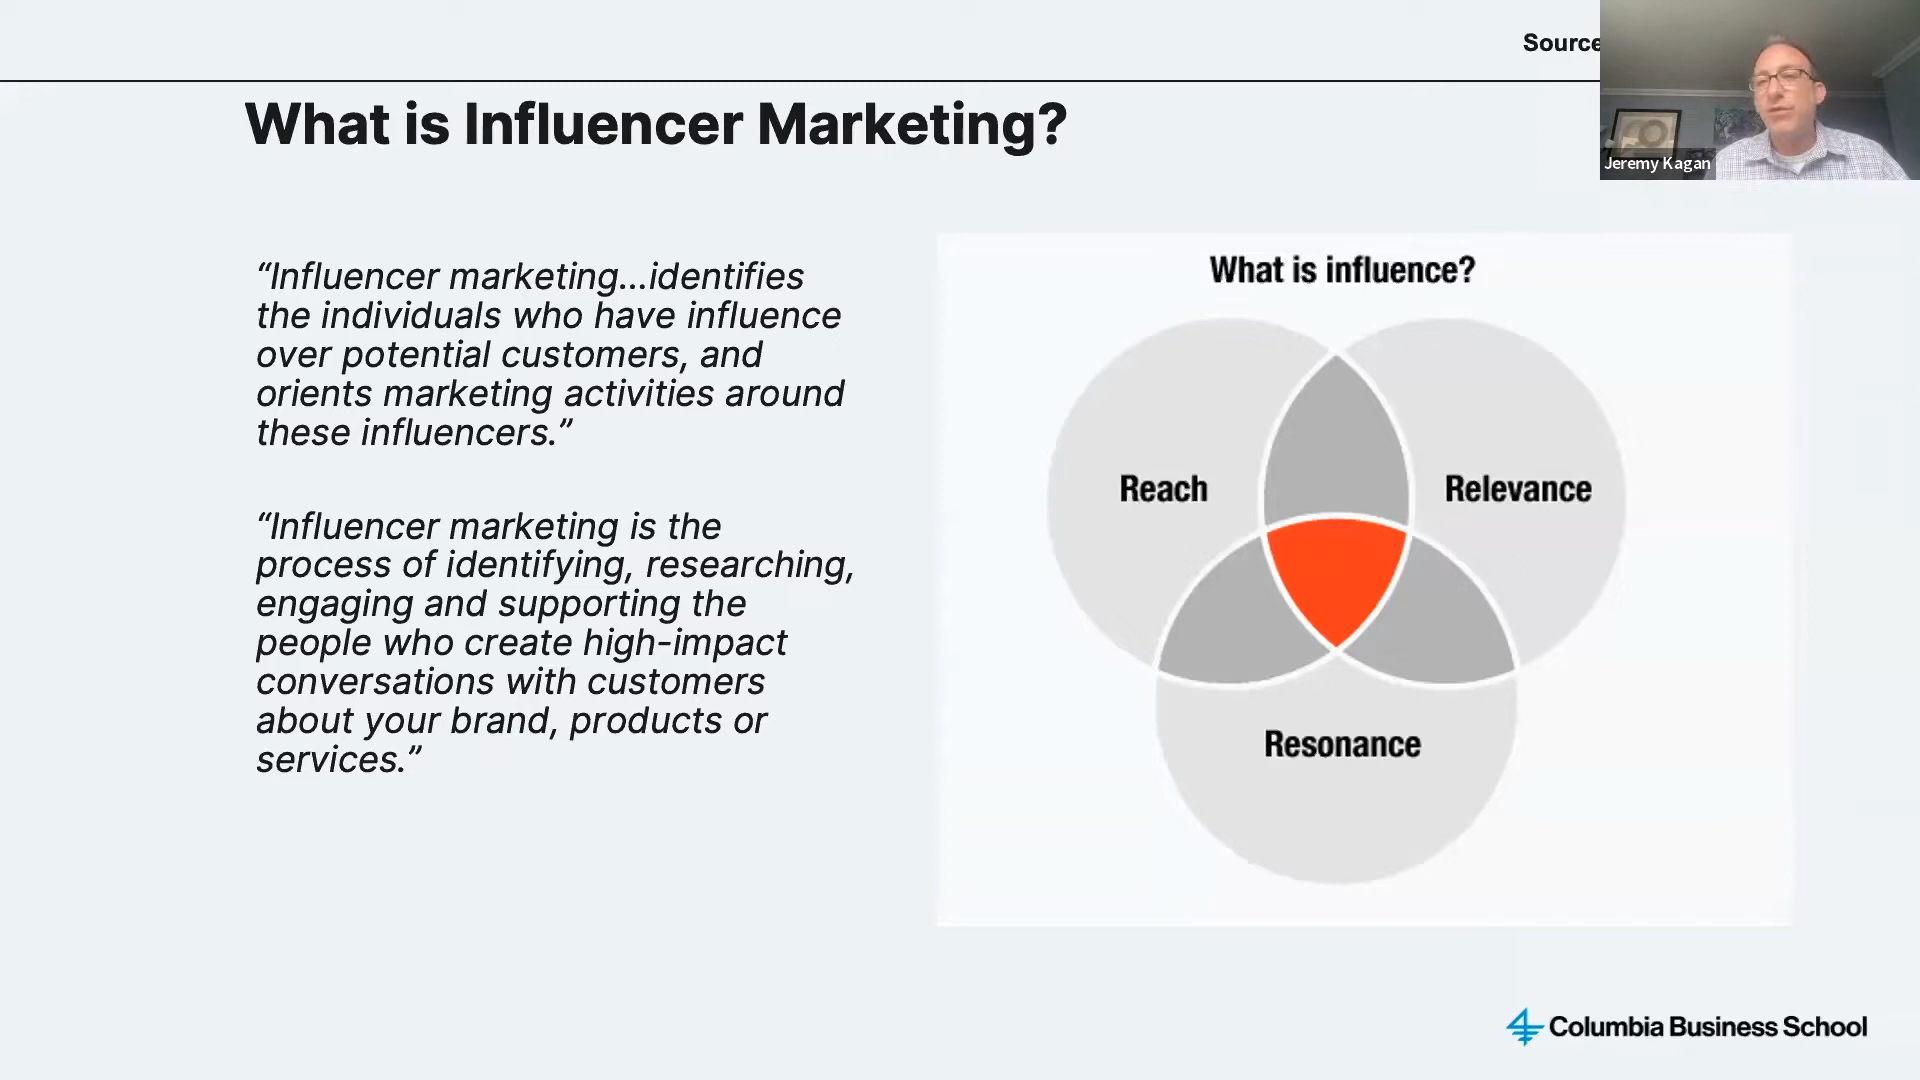 Source
Jeremy Kagan
What is Influencer Marketing?
“Influencer marketing...identifies
the individuals who have influence
over potential customers, and
orients marketing activities around
these influencers.”
“Influencer marketing is the
process of identifying, researching,
engaging and supporting the
people who create high-impact
conversations with customers
about your brand, products or
services.”
What is influence?
Reach
Relevance
Resonance
Columbia Business School